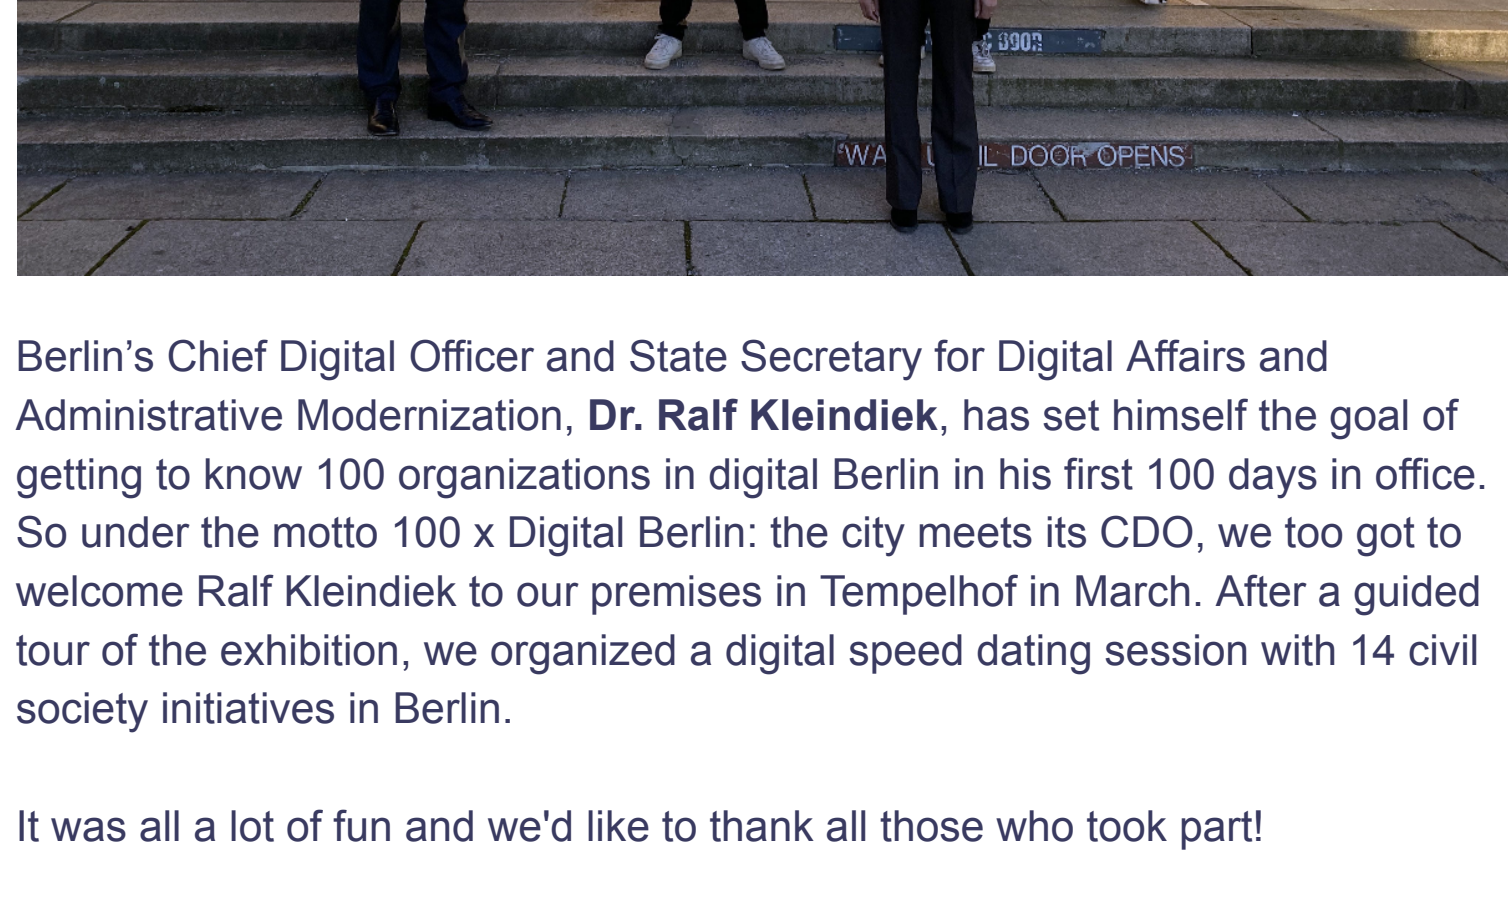 DOOR
"WA U IL DOOR OPENS
Berlin’s Chief Digital Officer and State Secretary for Digital Affairs and
Administrative Modernization, Dr. Ralf Kleindiek, has set himself the goal of
getting to know 100 organizations in digital Berlin in his first 100 days in office.
So under the motto 100 x Digital Berlin: the city meets its CDO, we too got to
welcome Ralf Kleindiek to our premises in Tempelhof in March. After a guided
tour of the exhibition, we organized a digital speed dating session with 14 civil
society initiatives in Berlin.
It was all a lot of fun and we'd like to thank all those who took part!